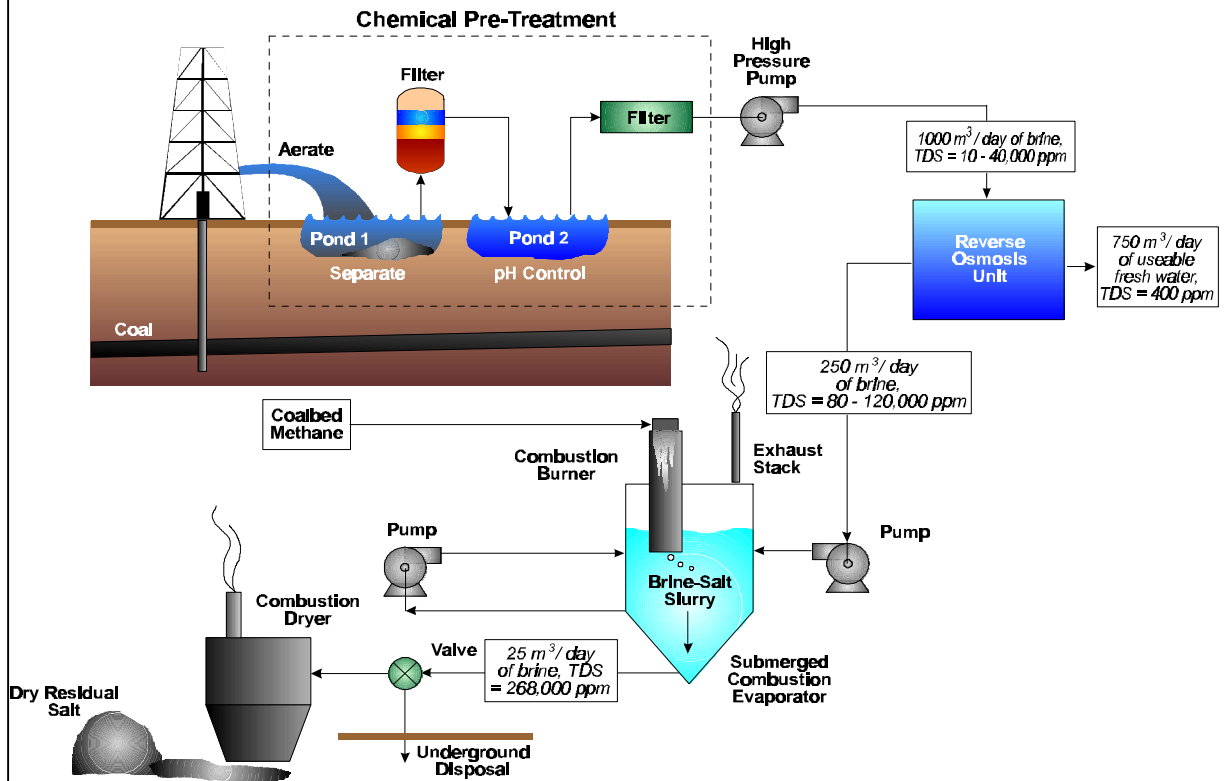 Chemical Pre-Treatment
High
Pressure
Pump
Filter
Filter
Aerate
1000 m³/day of brine,
TDS = 10 - 40,000 ppm
Pond 1
Pond 2
Separate
pH Control
Reverse
Osmosis
Unit
750 m³/day
of useable
fresh water,
TDS = 400 ppm
Coal
250 m³/day
of brine,
TDS = 80 - 120,000 ppm
Coalbed
Methane
Combustion
Burner
Exhaust
Stack
Pump
Pump
Brine-Salt
Slurry
Combustion
Dryer
Valve
25 m³/day
of brine, TDS
= 268,000 ppm
Submerged
Combustion
Evaporator
Dry Residual
Salt
Underground
Disposal